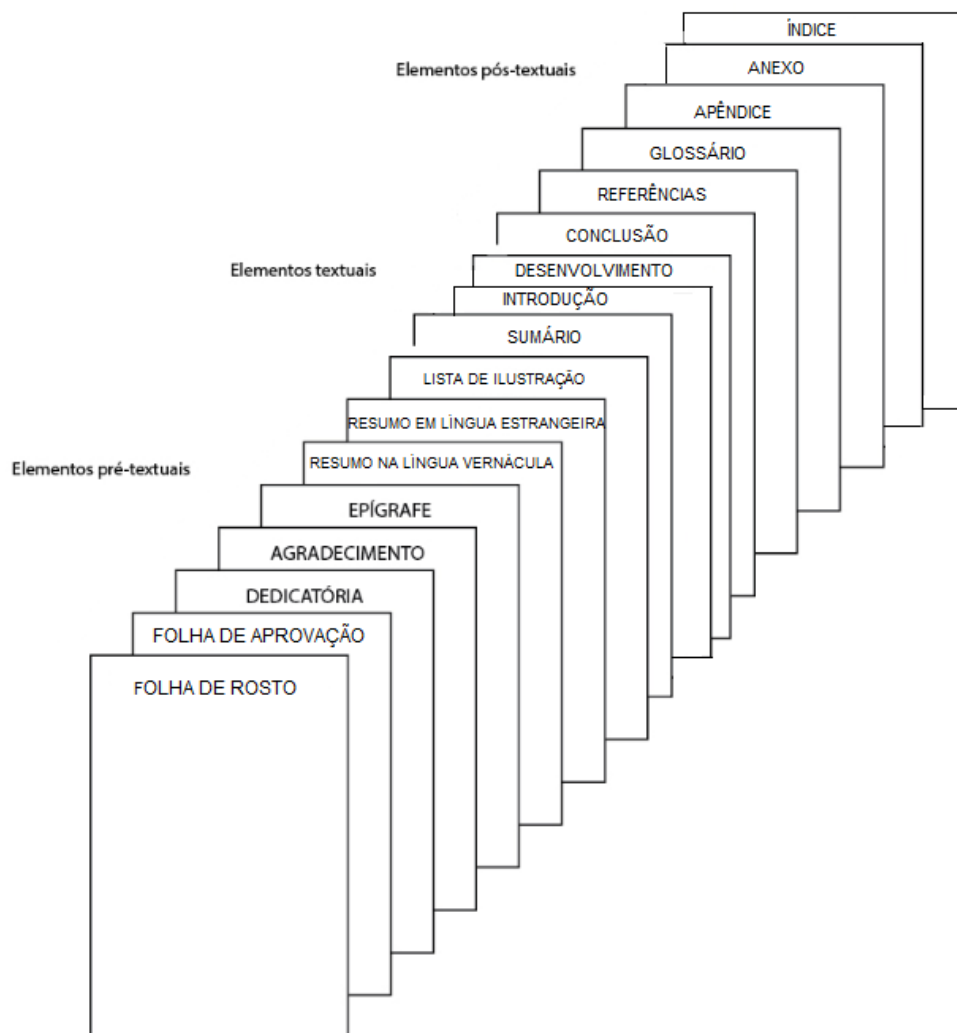 ÍNDICE
Elementos pós-textuais
ANEXO
APÊNDICE
GLOSSÁRIO
REFERÊNCIAS
CONCLUSÃO
Elementos textuais
DESENVOLVIMENTO
INTRODUÇÃO
SUMÁRIO
LISTA DE ILUSTRAÇÃO
RESUMO EM LÍNGUA ESTRANGEIRA
RESUMO NA LÍNGUA VERNÁCULA
Elementos pré-textuais
EPÍGRAFE
AGRADECIMENTO
DEDICATÓRIA
FOLHA DE APROVAÇÃO
FOLHA DE ROSTO